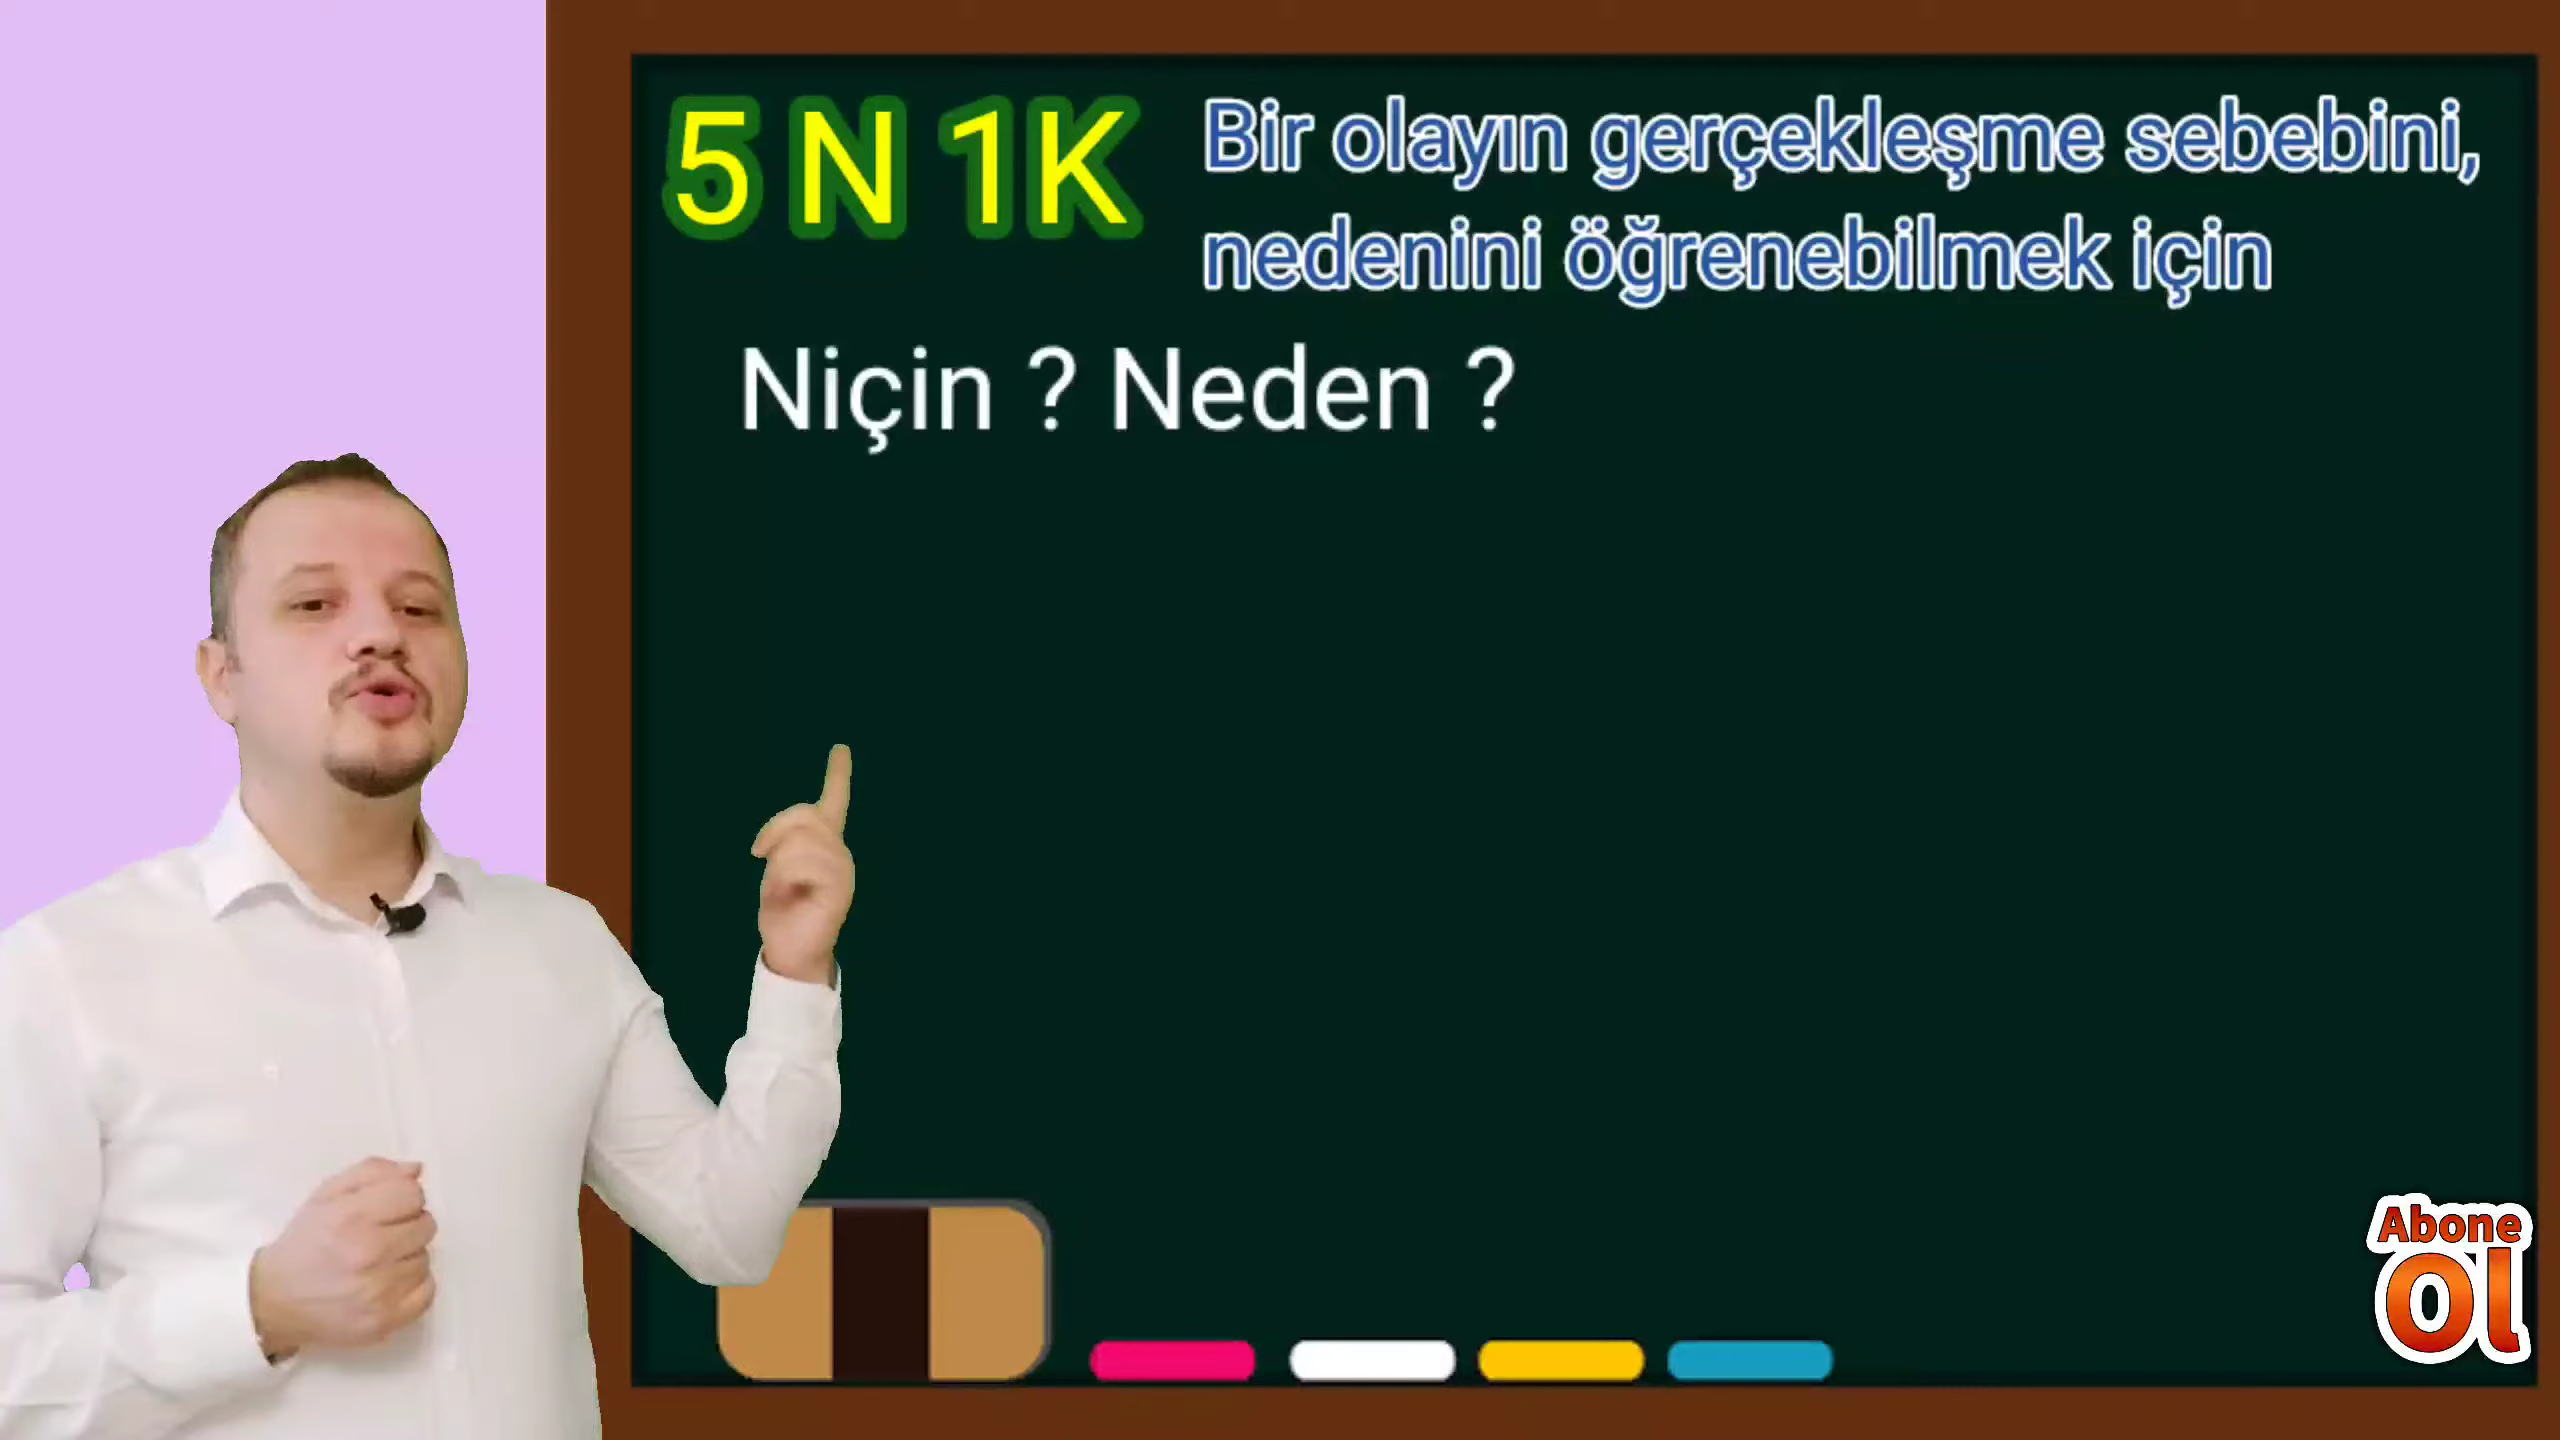 5 N 1K
Bir olayın gerçekleşme sebebini,
nedenini öğrenebilmek için
Niçin ? Neden ?
Abone
Ol